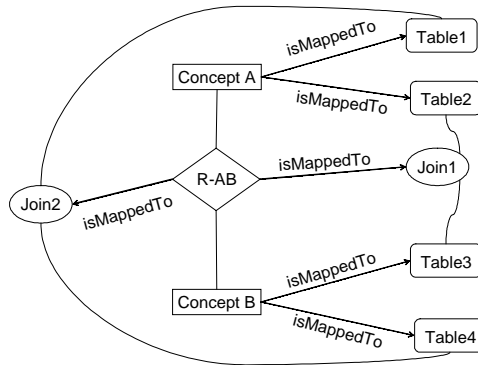 isMappedTo
Table1
Concept A
isMappedTo
Table2
R-AB
isMappedTo
Join1
Join2
isMappedTo
isMappedTo
Table3
Concept B
isMappedTo
Table4